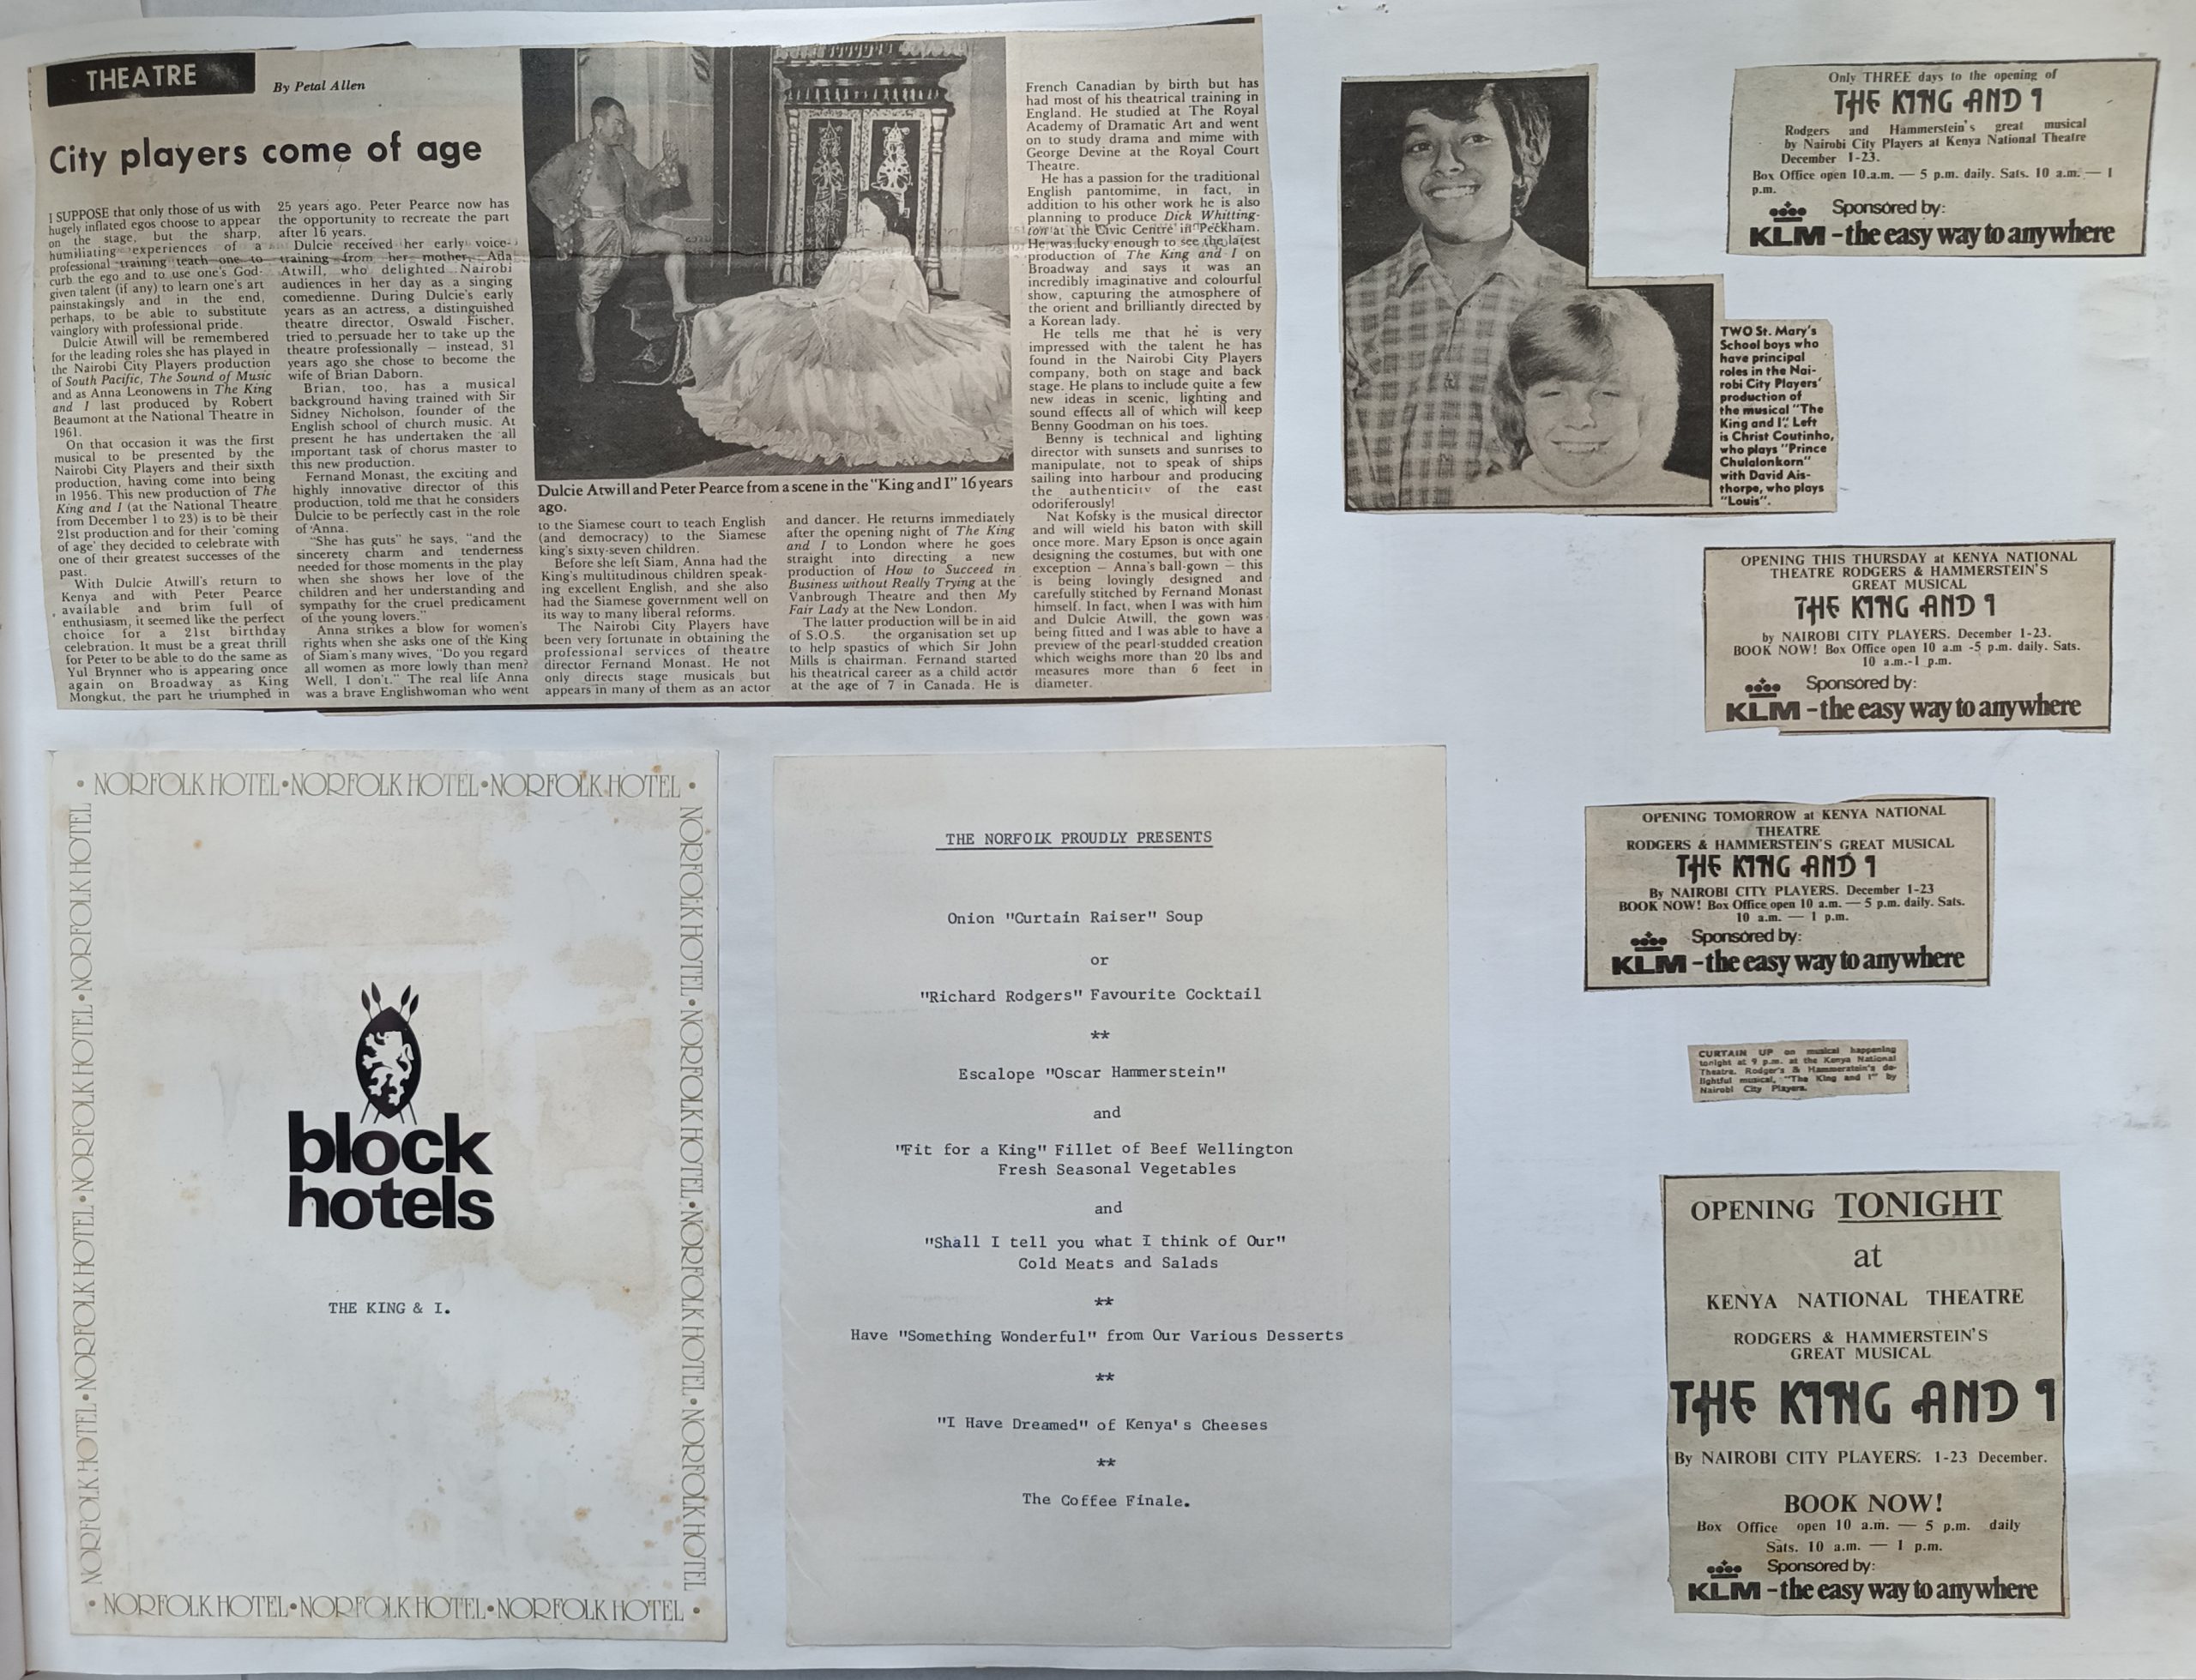 THEATRE
By Petal Allen
City players come of age
I SUPPOSE that only those of us with
hugely inflated egos choose to appear
on the stage, but the sharp,
humiliating experiences of a
professional training teach one to
curb the ego and to use one's God-
given talent (if any) to learn one's art
painstakingly and in the end,
perhaps, to be able to substitute
vainglory with professional pride.
Dulcie Atwill will be remembered
for the leading roles she has played in
the Nairobi City Players production
of South Pacific, The Sound of Music
and as Anna Leonowens in The King
and I last produced by Robert
Beaumont at the National Theatre in
1961.
On that occasion it was the first
musical to be presented by the
Nairobi City Players and their sixth
production, having come into being
in 1956. This new production of The
King and I (at the National Theatre
from December 1 to 23) is to be their
21st production and for their 'coming
of age' they decided to celebrate with
one of their greatest successes of the
past.
With Dulcie Atwill's return to
Kenya and with Peter Pearce
available and brim full of
enthusiasm, it seemed like the perfect
choice for a 21st birthday
celebration. It must be a great thrill
for Peter to be able to do the same as
Yul Brynner who is appearing once
again on Broadway as King
Mongkut, the part he triumphed in
25 years ago. Peter Pearce now has
the opportunity to recreate the part
after 16 years.
Dulcie received her early voice-
training from her mother, Ada
Atwill, who delighted Nairobi
audiences in her day as a singing
comedienne. During Dulcie's early
years as an actress, a distinguished
theatre director, Oswald Fischer,
tried to persuade her to take up the
theatre professionally — instead, 31
years ago she chose to become the
wife of Brian Daborn.
Brian, too, has a musical
background having trained with Sir
Sidney Nicholson, founder of the
English school of church music. At
present he has undertaken the all
important task of chorus master to
this new production.
Fernand Monast, the exciting and
highly innovative director of this
production, told me that he considers
Dulcie to be perfectly cast in the role
of Anna.
"She has guts" he says, "and the
sincerety charm and tenderness
needed for those moments in the play
when she shows her love of the
children and her understanding and
sympathy for the cruel predicament
of the young lovers."
Anna strikes a blow for women's
rights when she asks one of the King
of Siam's many wives, "Do you regard
all women as more lowly than men?
Well, I don't." The real life Anna
was a brave Englishwoman who went
Dulcie Atwill and Peter Pearce from a scene in the "King and I" 16 years
ago.
to the Siamese court to teach English
(and democracy) to the Siamese
king's sixty-seven children.
Before she left Siam, Anna had the
King's multitudinous children speak-
ing excellent English, and she also
had the Siamese government well on
its way to many liberal reforms.
The Nairobi City Players have
been very fortunate in obtaining the
professional services of theatre
director Fernand Monast. He not
only directs stage musicals but
appears in many of them as an actor
and dancer. He returns immediately
after the opening night of The King
and I to London where he goes
straight into directing a new
production of How to Succeed in
Business without Really Trying at the
Vanbrough Theatre and then My
Fair Lady at the New London.
The latter production will be in aid
of S.O.S. the organisation set up
to help spastics of which Sir John
Mills is chairman. Fernand started
his theatrical career as a child actor
at the age of 7 in Canada. He is
French Canadian by birth but has
had most of his theatrical training in
England. He studied at The Royal
Academy of Dramatic Art and went
on to study drama and mime with
George Devine at the Royal Court
Theatre.
He has a passion for the traditional
English pantomime, in fact, in
addition to his other work he is also
planning to produce Dick Whitting-
ton at the Civic Centre in Peckham.
He was lucky enough to see the latest
production of The King and I on
Broadway and says it was an
incredibly imaginative and colourful
show, capturing the atmosphere of
the orient and brilliantly directed by
a Korean lady.
He tells me that he is very
impressed with the talent he has
found in the Nairobi City Players
company, both on stage and back
stage. He plans to include quite a few
new ideas in scenic, lighting and
sound effects all of which will keep
Benny Goodman on his toes.
Benny is technical and lighting
director with sunsets and sunrises to
manipulate, not to speak of ships
sailing into harbour and producing
the authenticity of the east
odoriferously!
Nat Kofsky is the musical director
and will wield his baton with skill
once more. Mary Epson is once again
designing the costumes, but with one
exception — Anna's ball-gown — this
is being lovingly designed and
carefully stitched by Fernand Monast
himself. In fact, when I was with him
and Dulcie Atwill, the gown was
being fitted and I was able to have a
preview of the pearl-studded creation
which weighs more than 20 lbs and
measures more than 6 feet in
diameter.
TWO St. Mary's
School boys who
have principal
roles in the Nai-
robi City Players'
production of
the musical "The
King and I". Left
is Christ Coutinho,
who plays "Prince
Chulalonkorn"
with David Ais-
thorpe, who plays
"Louis".
Only THREE days to the opening of
THE KING AND I
Rodgers and Hammerstein's great musical
by Nairobi City Players at Kenya National Theatre
December 1-23.
Box Office open 10.a.m. — 5 p.m. daily. Sats. 10 a.m. — 1
p.m.
Sponsored by:
KLM – the easy way to anywhere
OPENING THIS THURSDAY at KENYA NATIONAL
THEATRE RODGERS & HAMMERSTEIN'S
GREAT MUSICAL
THE KING AND I
by NAIROBI CITY PLAYERS. December 1-23.
BOOK NOW! Box Office open 10 a.m -5 p.m. daily. Sats.
10 a.m.-1 p.m.
Sponsored by:
KLM – the easy way to anywhere
OPENING TOMORROW at KENYA NATIONAL
THEATRE
RODGERS & HAMMERSTEIN'S GREAT MUSICAL
THE KING AND I
By NAIROBI CITY PLAYERS. December 1-23
BOOK NOW! Box Office open 10 a.m. — 5 p.m. daily. Sats.
10 a.m. — 1 p.m.
Sponsored by:
KLM – the easy way to anywhere
CURTAIN UP on musical happening
tonight at 9 p.m. at the Kenya National
Theatre. Rodger's & Hammerstein's de-
lightful musical, "The King and I" by
Nairobi City Players.
OPENING TONIGHT
at
KENYA NATIONAL THEATRE
RODGERS & HAMMERSTEIN'S
GREAT MUSICAL
THE KING AND I
By NAIROBI CITY PLAYERS. 1-23 December.
BOOK NOW!
Box Office open 10 a.m. — 5 p.m. daily
Sats. 10 a.m. — 1 p.m.
Sponsored by:
KLM – the easy way to anywhere
• NORFOLK HOTEL • NORFOLK HOTEL • NORFOLK HOTEL •
NORFOLK HOTEL • NORFOLK HOTEL • NORFOLK HOTEL • NORFOLK HOTEL
NORFOLK HOTEL • NORFOLK HOTEL • NORFOLK HOTEL • NORFOLK HOTEL
block
hotels
THE KING & I.
• NORFOLK HOTEL • NORFOLK HOTEL • NORFOLK HOTEL •
THE NORFOLK PROUDLY PRESENTS
Onion "Curtain Raiser" Soup
or
"Richard Rodgers" Favourite Cocktail
**
Escalope "Oscar Hammerstein"
and
"Fit for a King" Fillet of Beef Wellington
Fresh Seasonal Vegetables
and
"Shall I tell you what I think of Our"
Cold Meats and Salads
**
Have "Something Wonderful" from Our Various Desserts
**
"I Have Dreamed" of Kenya's Cheeses
**
The Coffee Finale.